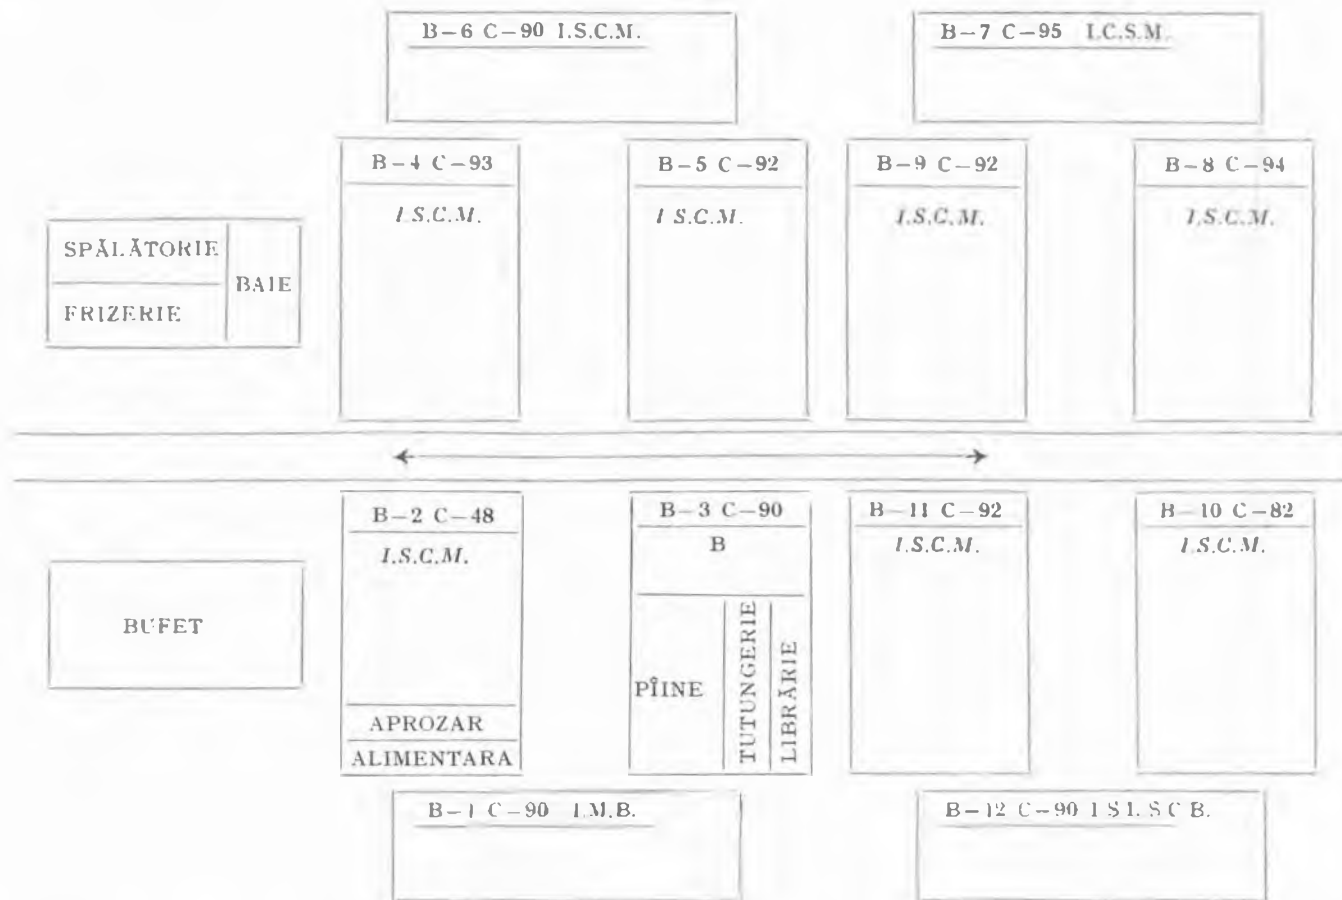 B-6 C-90 I.S.C.M.
B-7 C-95 I.C.S.M.
B-4 C-93
I.S.C.M.
B-5 C-92
I S.C.M.
B-9 C-92
I.S.C.M.
B-8 C-94
I.S.C.M.
SPĂLĂTORIE
FRIZERIE
BAIE
B-2 C-48
I.S.C.M.
APROZAR
ALIMENTARA
B-3 C-90
B
PÎINE
TUTUNGERIE
LIBRĂRIE
B-11 C-92
I.S.C.M.
B-10 C-82
I.S.C.M.
BUFET
B-1 C-90 I.M.B.
B-12 C-90 I S I. S C B.